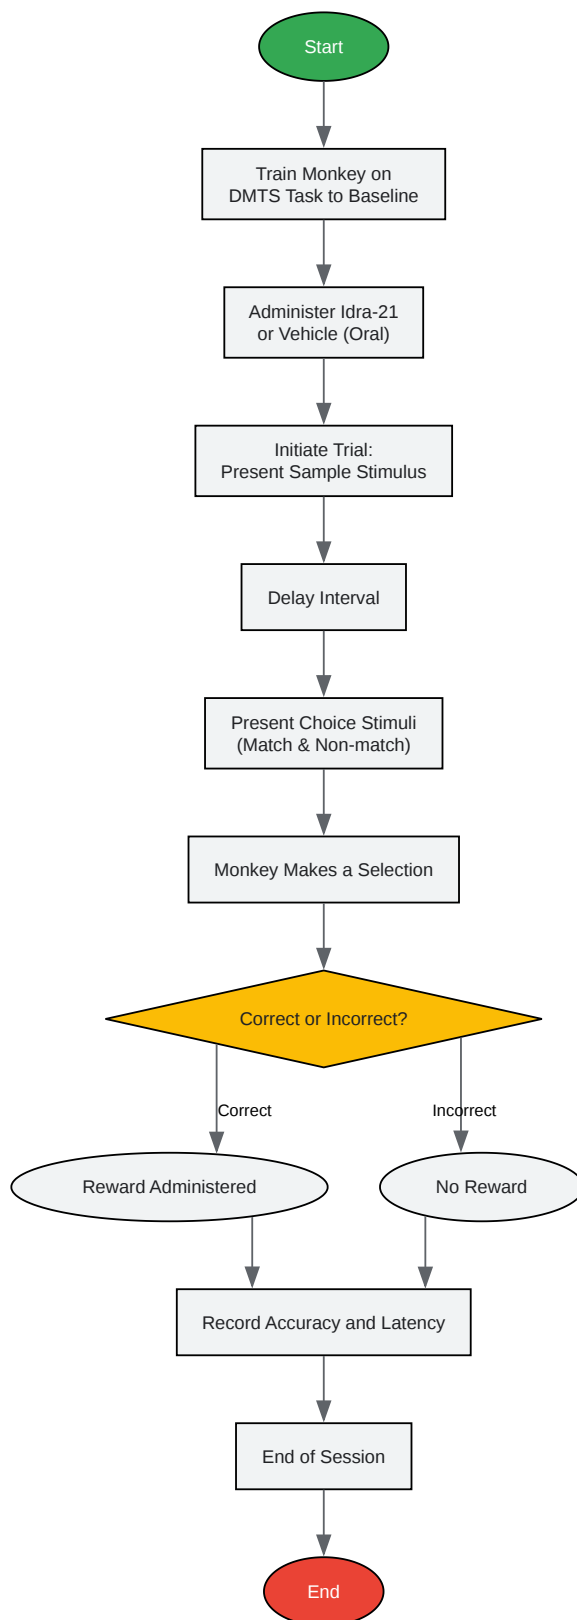 Start
Train Monkey on
DMTS Task to Baseline
Administer Idra-21
or Vehicle (Oral)
Initiate Trial:
Present Sample Stimulus
Delay Interval
Present Choice Stimuli
(Match & Non-match)
Monkey Makes a Selection
Correct or Incorrect?
Correct
Incorrect
Reward Administered
No Reward
Record Accuracy and Latency
End of Session
End